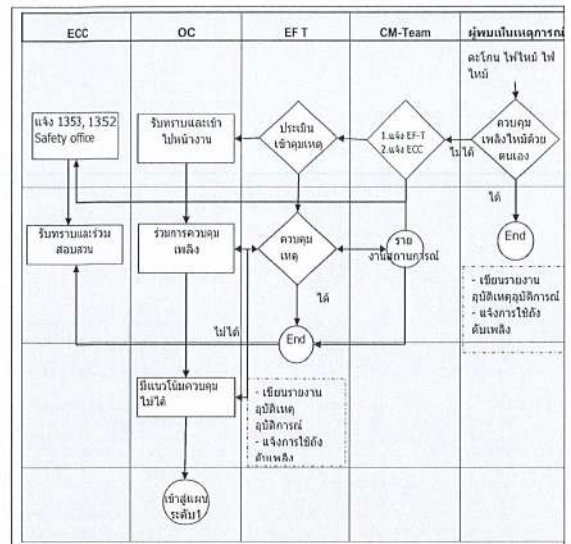 ECC
OC
EF T
CM-Team
ผู้พบเห็นเหตุการณ์
ตะโกน ไฟไหม้ ไฟ
ไหม้
แจ้ง 1353, 1352
Safety office
รับทราบและเข้า
ไปหน้างาน
ประเมิน
เข้าคุมเหตุ
1.แจ้ง EF-T
2.แจ้ง ECC
ควบคุม
เพลิงไหม้ด้วย
ตนเอง
ไม่ได้
ได้
รับทราบและร่วม
สอบสวน
ร่วมการควบคุม
เพลิง
ควบคุม
เหตุ
ราย
งานสถานการณ์
End
- เขียนรายงาน
อุบัติเหตุอุบัติการณ์
- แจ้งการใช้ถัง
ดับเพลิง
ได้
ไม่ได้
End
มีแนวโน้มควบคุม
ไม่ได้
- เขียนรายงาน
อุบัติเหตุ
อุบัติการณ์
- แจ้งการใช้ถัง
ดับเพลิง
เข้าสู่แผน
ระดับ1